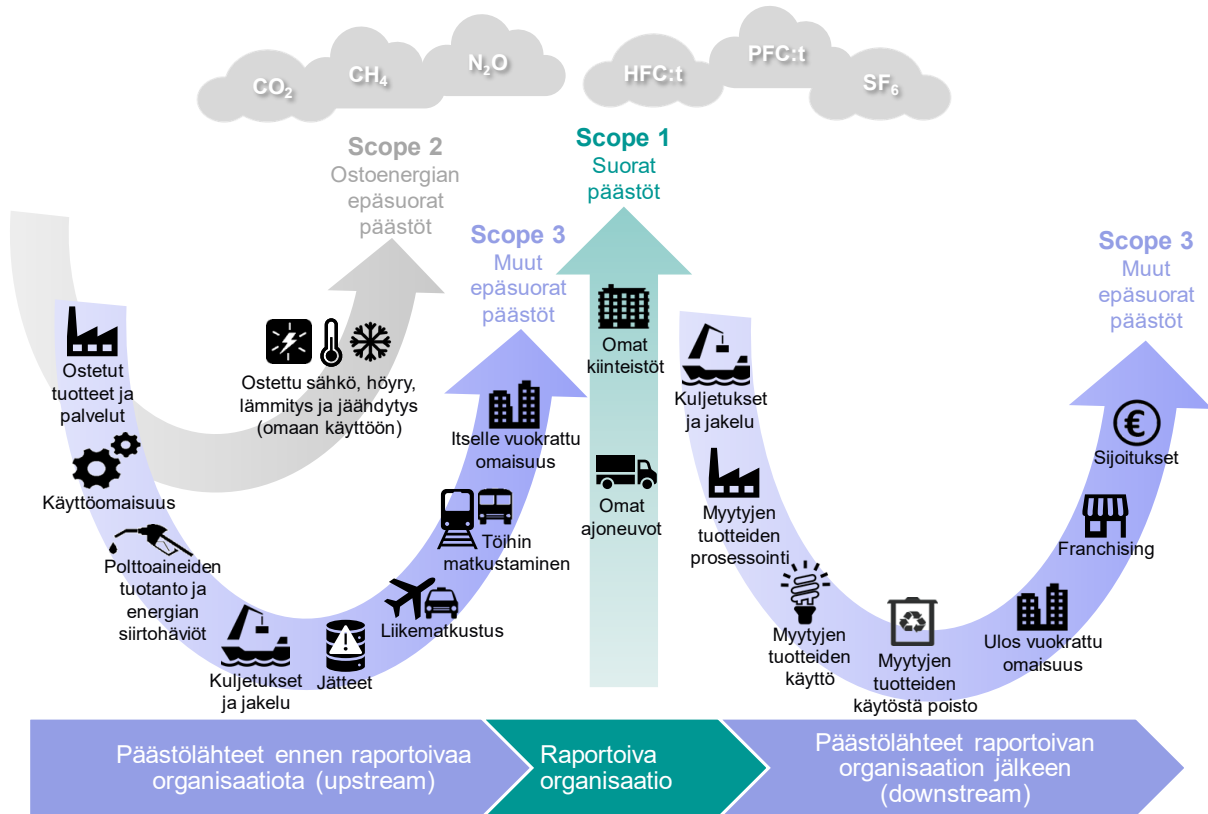 CO₂
CH₄
N₂O
HFC:t
PFC:t
SF₆
Scope 2
Ostoenergian
epäsuorat
päästöt
Scope 1
Suorat
päästöt
Scope 3
Muut
epäsuorat
päästöt
Scope 3
Muut
epäsuorat
päästöt
Ostetut
tuotteet ja
palvelut
Käyttöomaisuus
Polttoaineiden
tuotanto ja
energian
siirtohäviöt
Kuljetukset
ja jakelu
Jätteet
Liikematkustus
Töihin
matkustaminen
Itselle vuokrattu
omaisuus
Ostettu sähkö, höyry,
lämmitys ja jäähdytys
(omaan käyttöön)
Omat
kiinteistöt
Omat
ajoneuvot
Kuljetukset
ja jakelu
Myytyjen
tuotteiden
prosessointi
Myytyjen
tuotteiden
käyttö
Myytyjen
tuotteiden
käytöstä poisto
Ulos vuokrattu
omaisuus
Franchising
€
Sijoitukset
Päästölähteet ennen raportoivaa
organisaatiota (upstream)
Raportoiva
organisaatio
Päästölähteet raportoivan
organisaation jälkeen
(downstream)